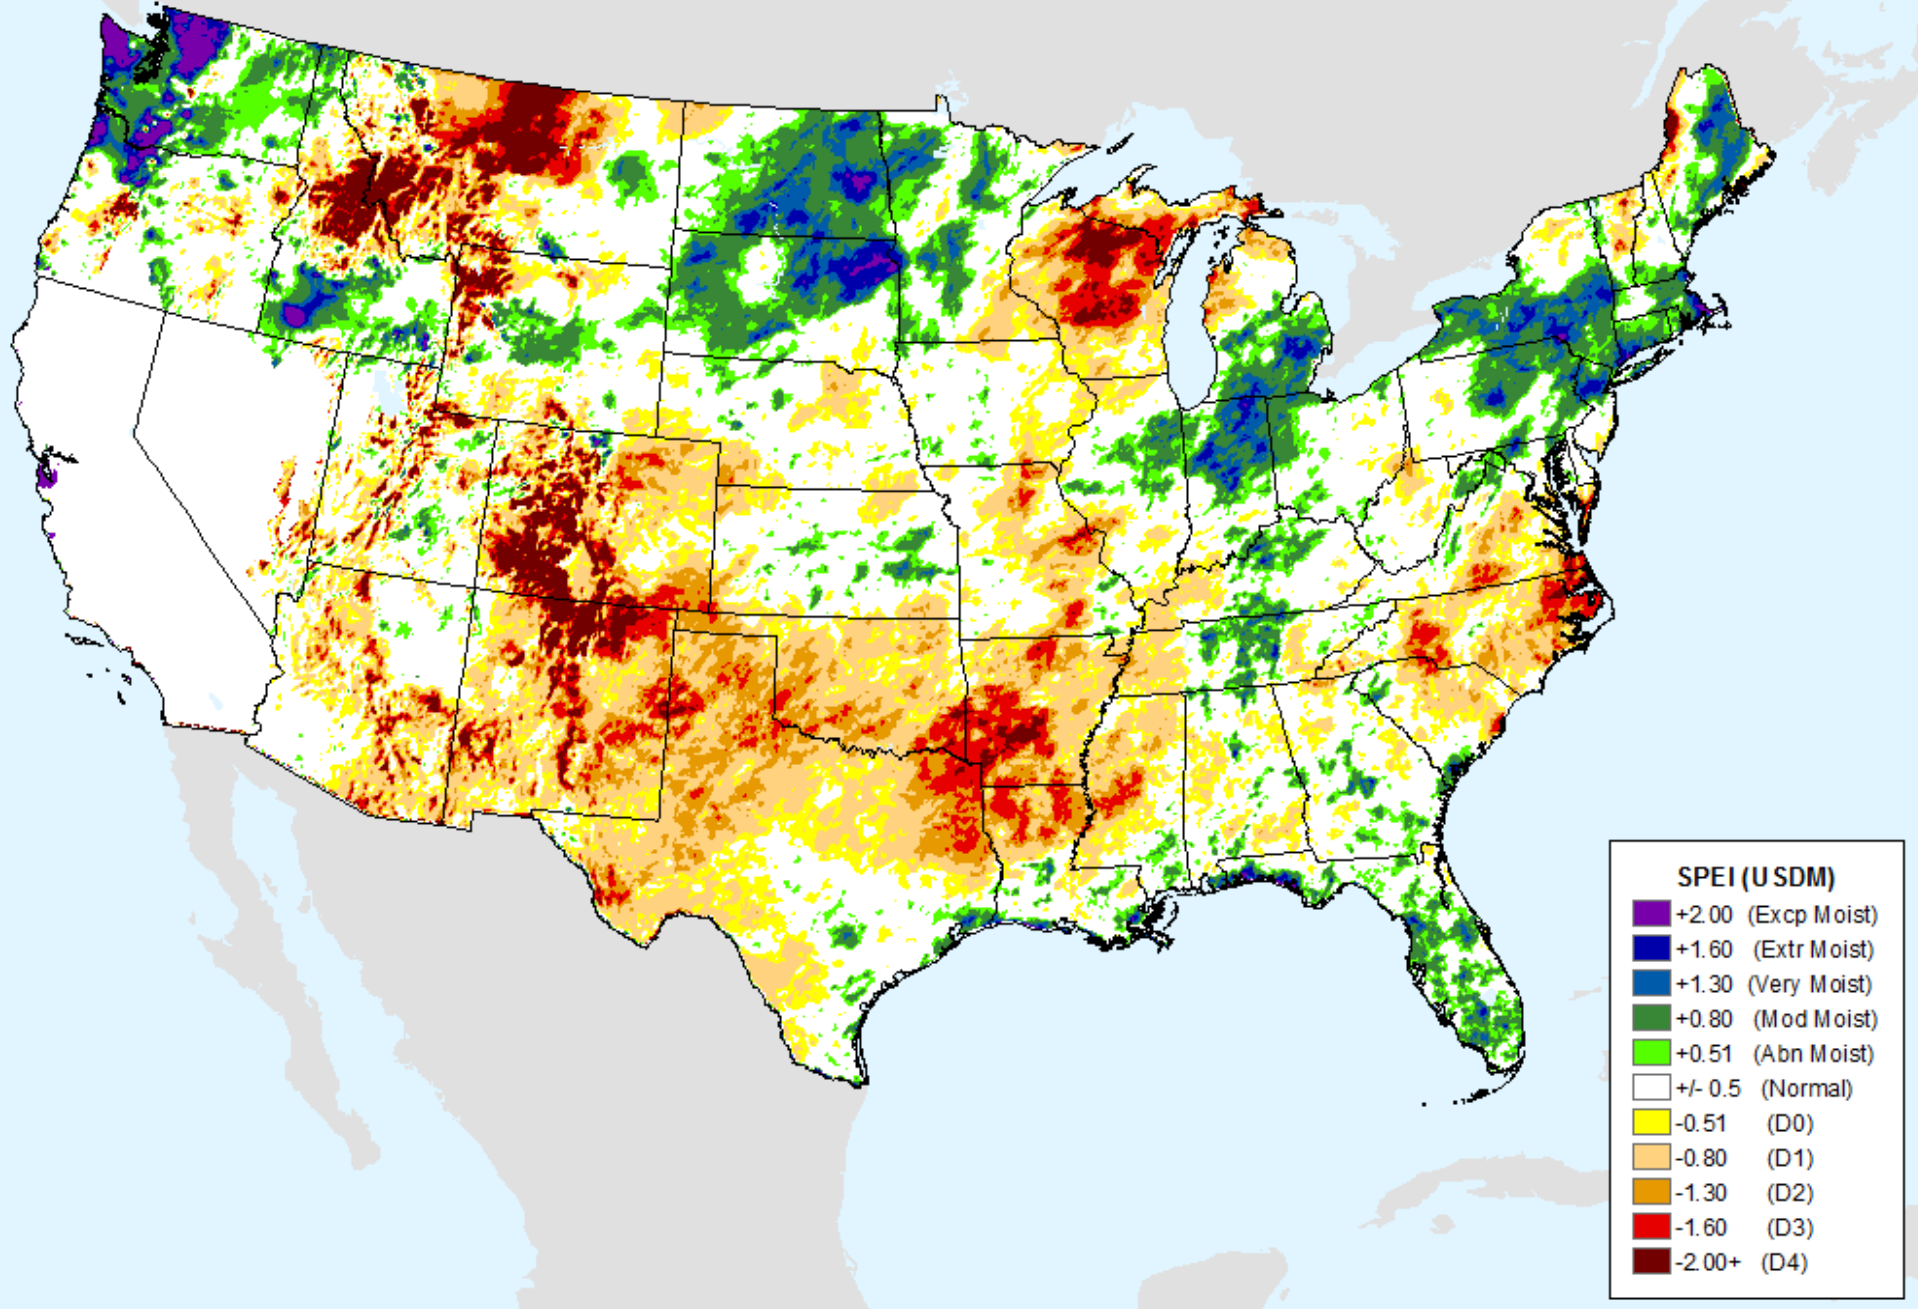 SPEI (USDM)
+2.00 (Excp Moist)
+1.60 (Extr Moist)
+1.30 (Very Moist)
+0.80 (Mod Moist)
+0.51 (Abn Moist)
+/- 0.5 (Normal)
-0.51 (D0)
-0.80 (D1)
-1.30 (D2)
-1.60 (D3)
-2.00+ (D4)